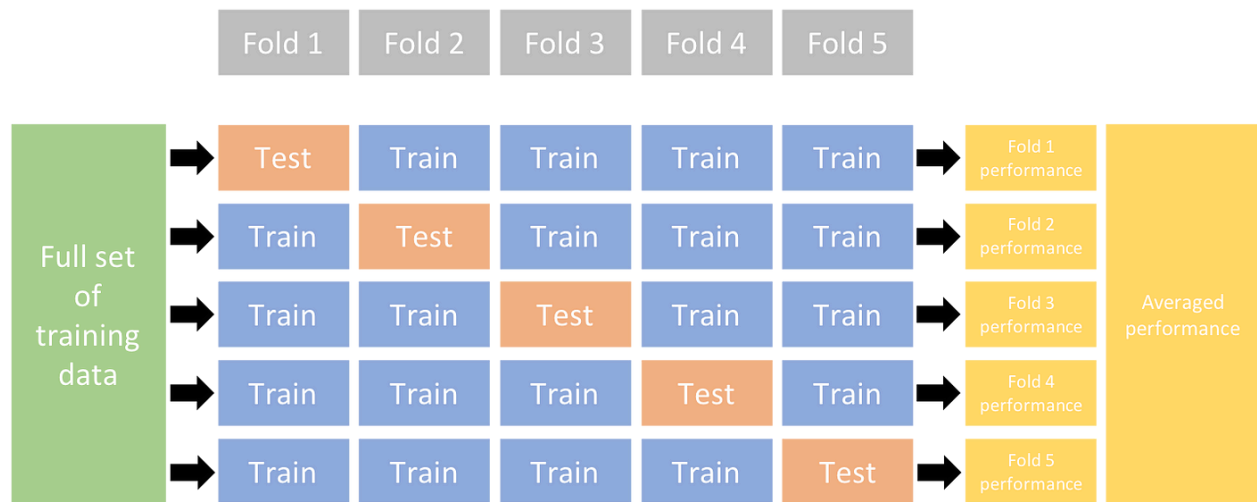 Fold 1 Fold 2 Fold 3 Fold 4 Fold 5
Full set
of
training
data
Test Train Train Train Train
Fold 1
performance
Train Test Train Train Train
Fold 2
performance
Train Train Test Train Train
Fold 3
performance
Train Train Train Test Train
Fold 4
performance
Train Train Train Train Test
Fold 5
performance
Averaged
performance